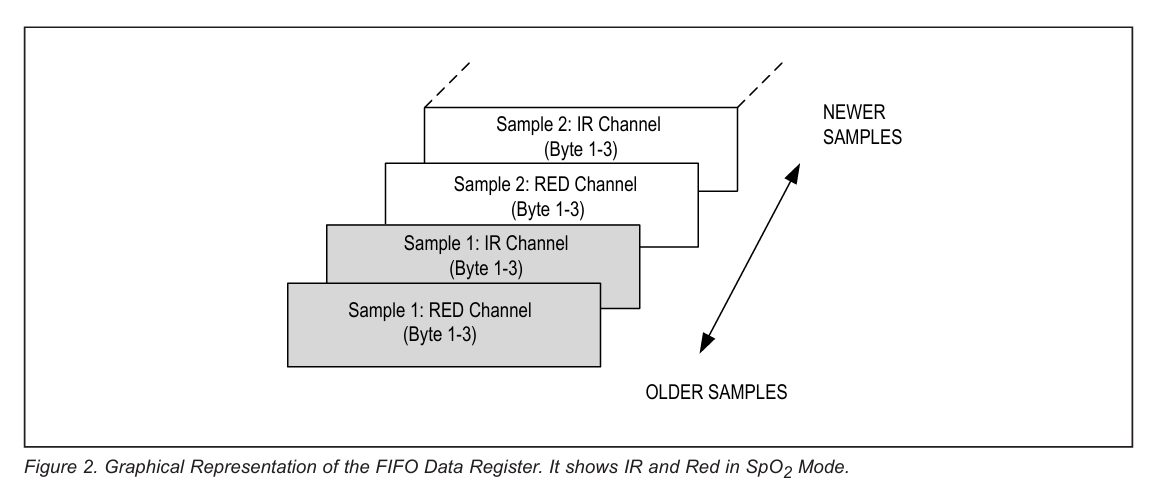 NEWER
SAMPLES
Sample 2: IR Channel
(Byte 1-3)
Sample 2: RED Channel
(Byte 1-3)
Sample 1: IR Channel
(Byte 1-3)
Sample 1: RED Channel
(Byte 1-3)
OLDER SAMPLES
Figure 2. Graphical Representation of the FIFO Data Register. It shows IR and Red in SpO2 Mode.